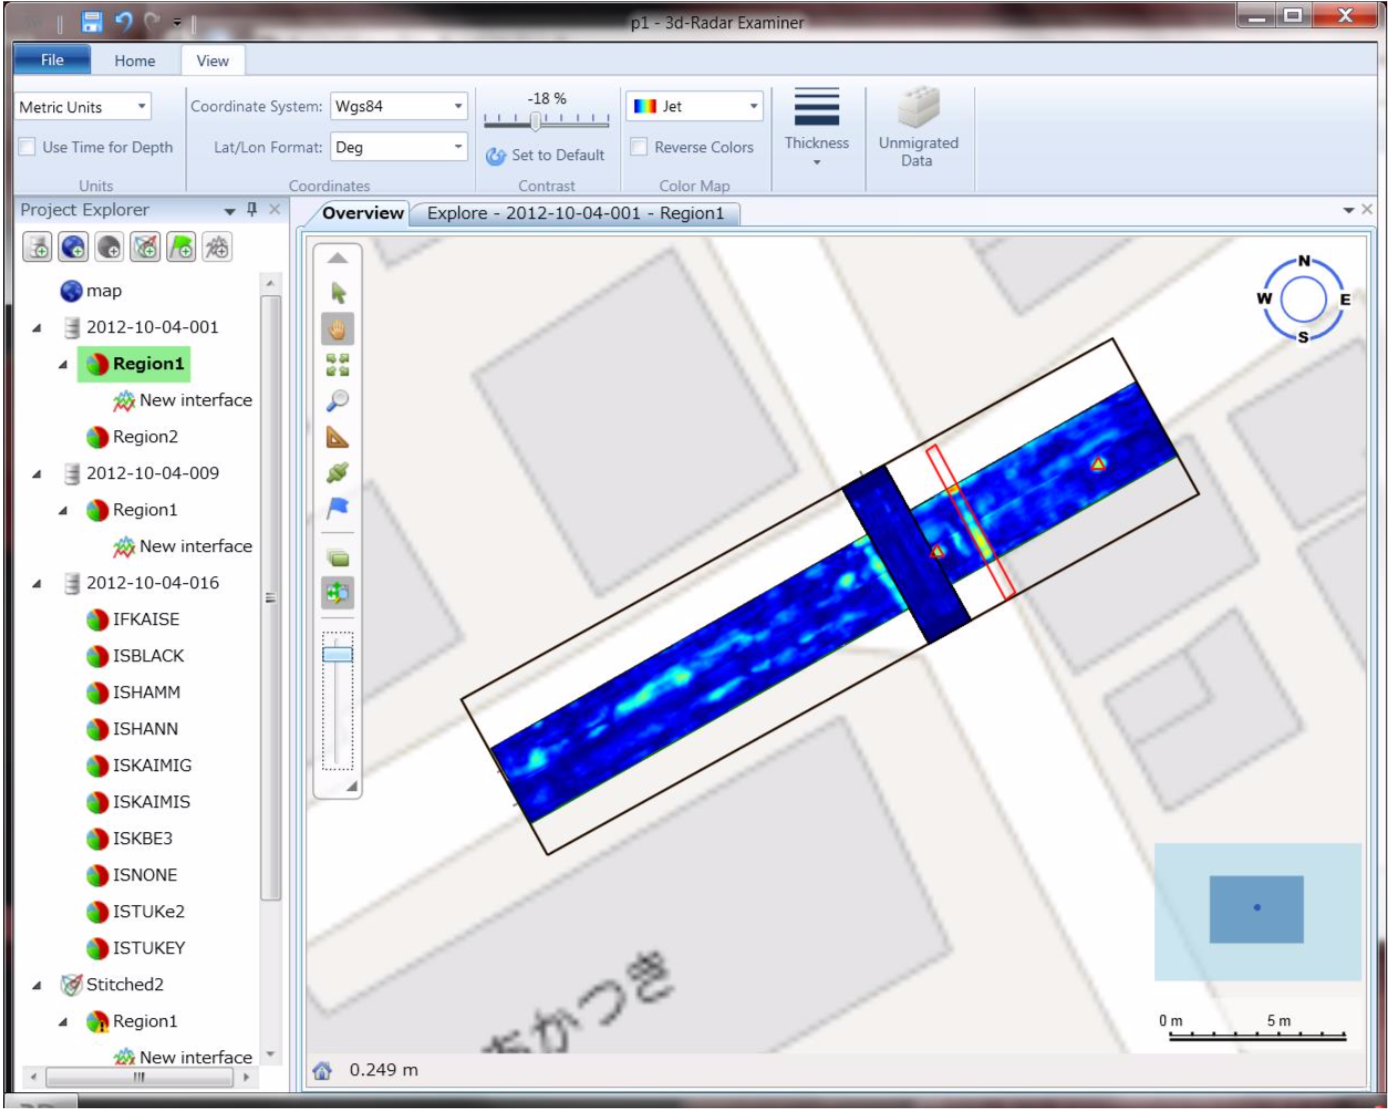 p1 - 3d-Radar Examiner
File Home View
Metric Units
Use Time for Depth
Units
Coordinate System: Wgs84
Lat/Lon Format: Deg
Coordinates
-18 %
Set to Default
Contrast
Jet
Reverse Colors
Color Map
Thickness
Unmigrated
Data
Project Explorer
Overview Explore - 2012-10-04-001 - Region1
map
2012-10-04-001
Region1
New interface
Region2
2012-10-04-009
Region1
New interface
2012-10-04-016
IFKAISE
ISBLACK
ISHAMM
ISHANN
ISKAIMIG
ISKAIMIS
ISKBE3
ISNONE
ISTUKe2
ISTUKEY
Stitched2
Region1
New interface
N
W E
S
かつき
0 m 5 m
0.249 m